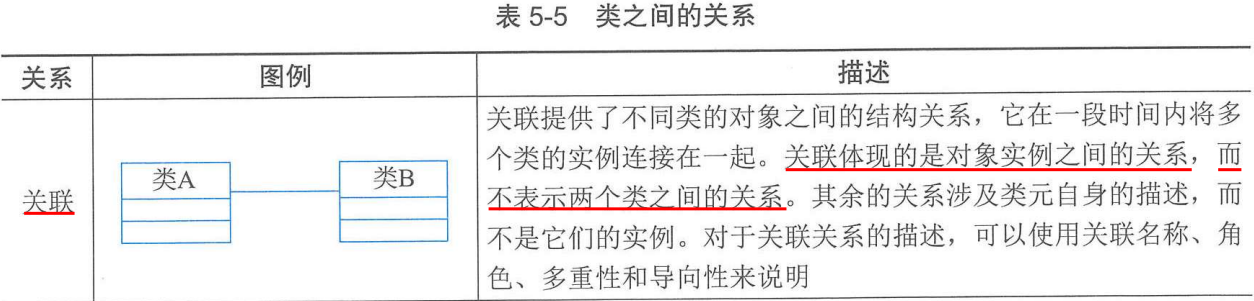 表 5-5 类之间的关系
关系 图例 描述
关联提供了不同类的对象之间的结构关系，它在一段时间内将多
个类的实例连接在一起。关联体现的是对象实例之间的关系，而
关联 类A 类B 不表示两个类之间的关系。其余的关系涉及类元自身的描述，而
不是它们的实例。对于关联关系的描述，可以使用关联名称、角
色、多重性和导向性来说明